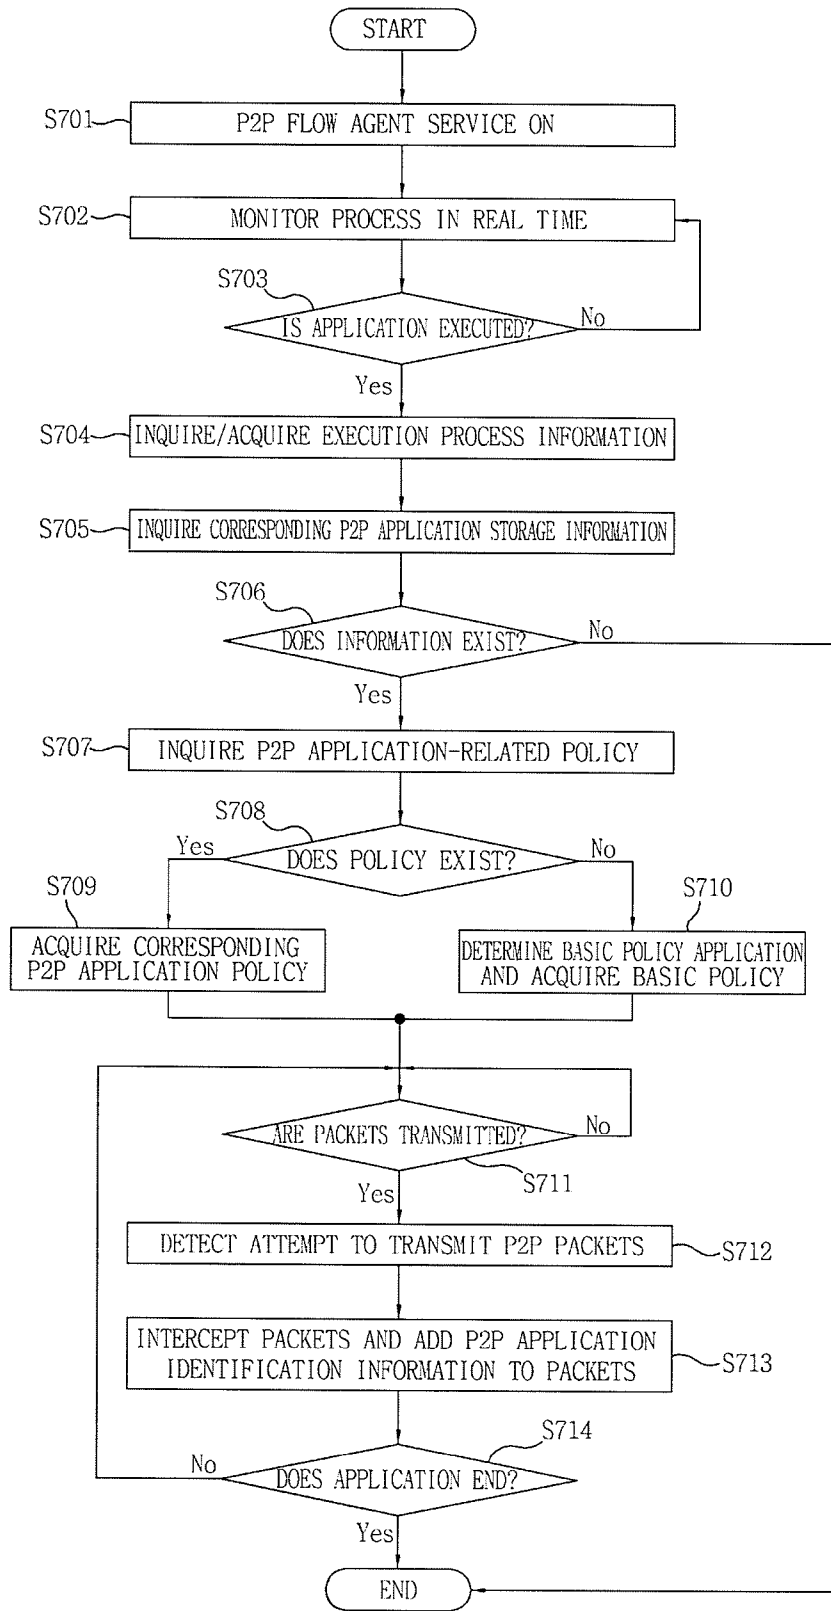 START
S701
P2P FLOW AGENT SERVICE ON
S702
MONITOR PROCESS IN REAL TIME
S703
IS APPLICATION EXECUTED?
No
Yes
S704
INQUIRE/ACQUIRE EXECUTION PROCESS INFORMATION
S705
INQUIRE CORRESPONDING P2P APPLICATION STORAGE INFORMATION
S706
DOES INFORMATION EXIST?
No
Yes
S707
INQUIRE P2P APPLICATION-RELATED POLICY
S708
Yes
DOES POLICY EXIST?
No
S709
ACQUIRE CORRESPONDING
P2P APPLICATION POLICY
S710
DETERMINE BASIC POLICY APPLICATION
AND ACQUIRE BASIC POLICY
ARE PACKETS TRANSMITTED?
No
S711
Yes
DETECT ATTEMPT TO TRANSMIT P2P PACKETS
S712
INTERCEPT PACKETS AND ADD P2P APPLICATION
IDENTIFICATION INFORMATION TO PACKETS
S713
S714
No
DOES APPLICATION END?
Yes
END